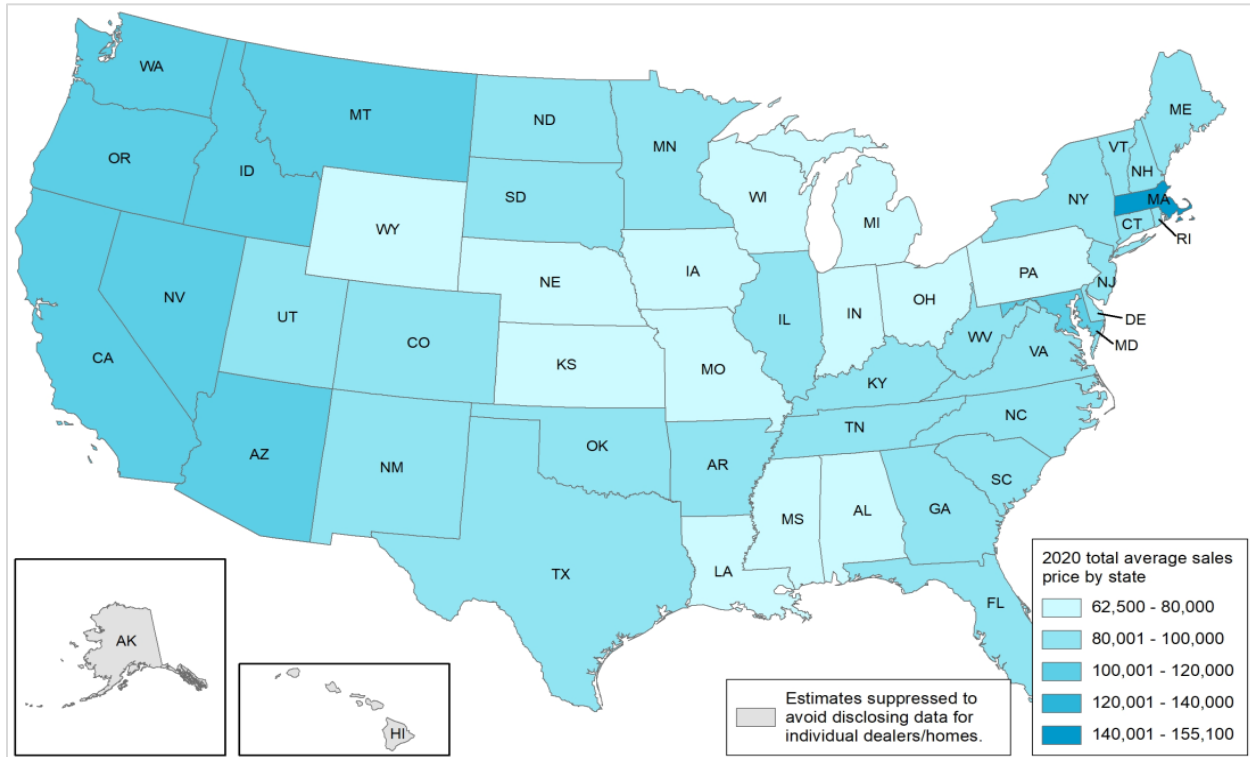 WA
MT
ND
MN
ME
VT
NH
OR
ID
SD
WI
NY
MA
MI
CT
RI
WY
IA
PA
NE
NJ
OH
NV
UT
IL
IN
DE
CO
WV
MD
CA
KS
MO
VA
KY
NC
TN
AZ
OK
NM
AR
SC
GA
MS
AL
TX
LA
FL
AK
HI
2020 total average sales
price by state
62,500 - 80,000
80,001 - 100,000
100,001 - 120,000
120,001 - 140,000
140,001 - 155,100
Estimates suppressed to
avoid disclosing data for
individual dealers/homes.